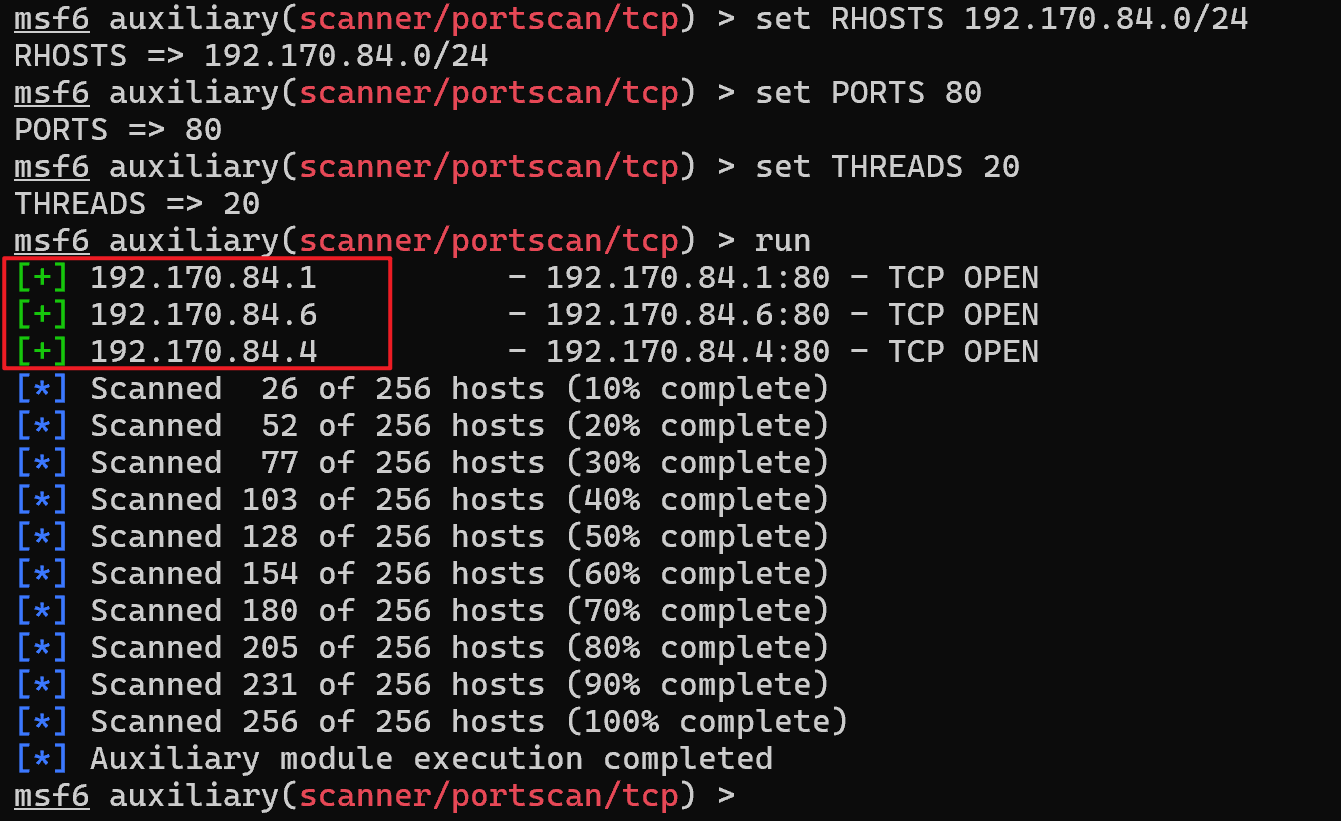 msf6 auxiliary(scanner/portscan/tcp) > set RHOSTS 192.170.84.0/24
RHOSTS => 192.170.84.0/24
msf6 auxiliary(scanner/portscan/tcp) > set PORTS 80
PORTS => 80
msf6 auxiliary(scanner/portscan/tcp) > set THREADS 20
THREADS => 20
msf6 auxiliary(scanner/portscan/tcp) > run
[+] 192.170.84.1          - 192.170.84.1:80 - TCP OPEN
[+] 192.170.84.6          - 192.170.84.6:80 - TCP OPEN
[+] 192.170.84.4          - 192.170.84.4:80 - TCP OPEN
[*] Scanned  26 of 256 hosts (10% complete)
[*] Scanned  52 of 256 hosts (20% complete)
[*] Scanned  77 of 256 hosts (30% complete)
[*] Scanned 103 of 256 hosts (40% complete)
[*] Scanned 128 of 256 hosts (50% complete)
[*] Scanned 154 of 256 hosts (60% complete)
[*] Scanned 180 of 256 hosts (70% complete)
[*] Scanned 205 of 256 hosts (80% complete)
[*] Scanned 231 of 256 hosts (90% complete)
[*] Scanned 256 of 256 hosts (100% complete)
[*] Auxiliary module execution completed
msf6 auxiliary(scanner/portscan/tcp) >